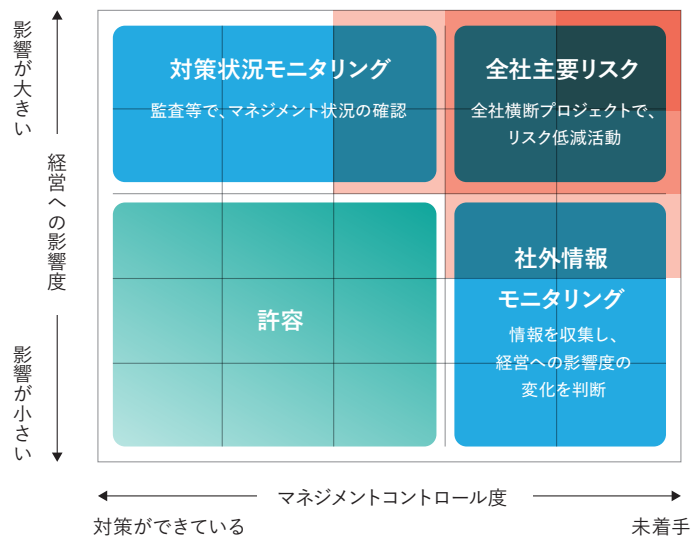 影響が大きい
経営への影響度
影響が小さい
対策状況モニタリング
監査等で、マネジメント状況の確認
全社主要リスク
全社横断プロジェクトで、
リスク低減活動
許容
社外情報
モニタリング
情報を収集し、
経営への影響度の
変化を判断
マネジメントコントロール度
対策ができている
未着手